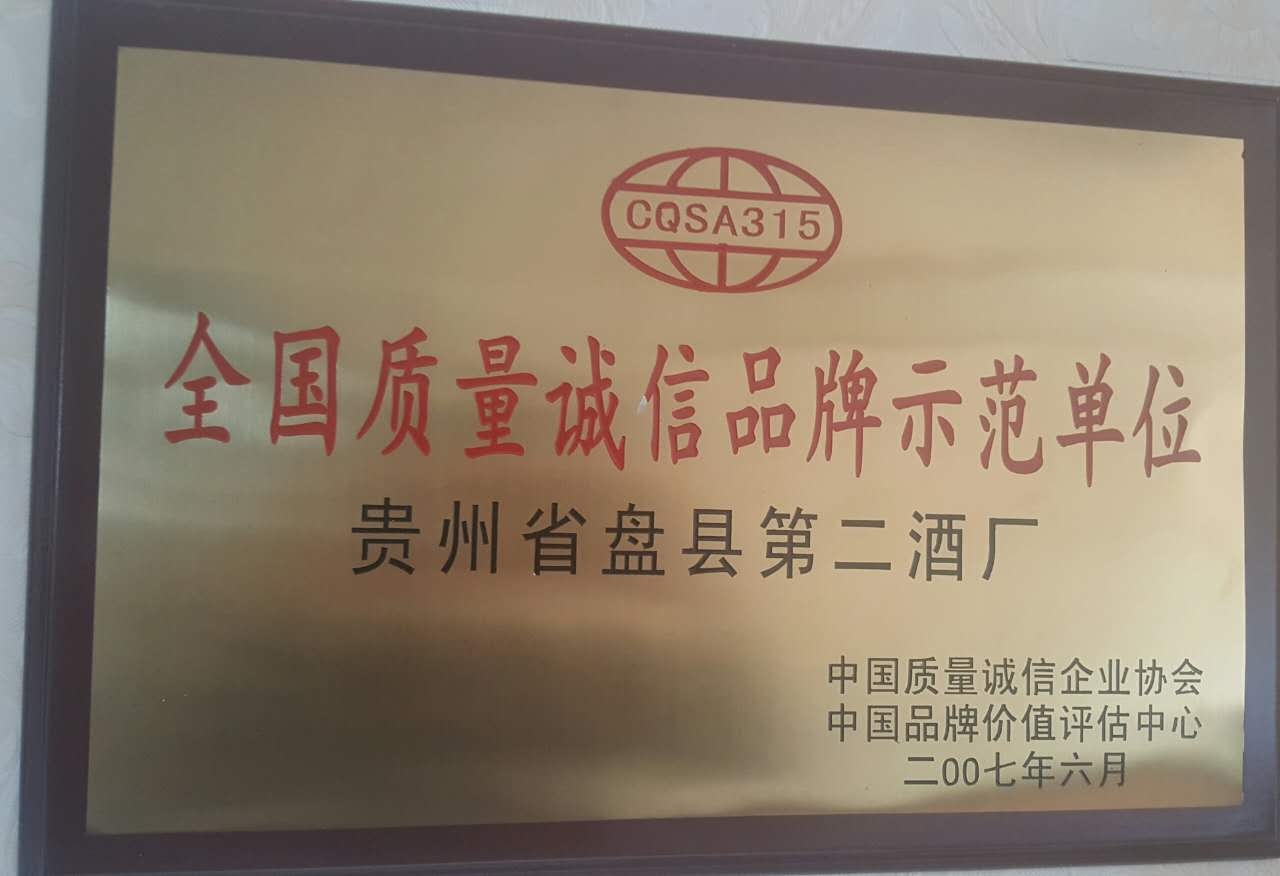 CQSA315
全国质量诚信品牌示范单位
贵州省盘县第二酒厂
中国质量诚信企业协会
中国品牌价值评估中心
二00七年六月